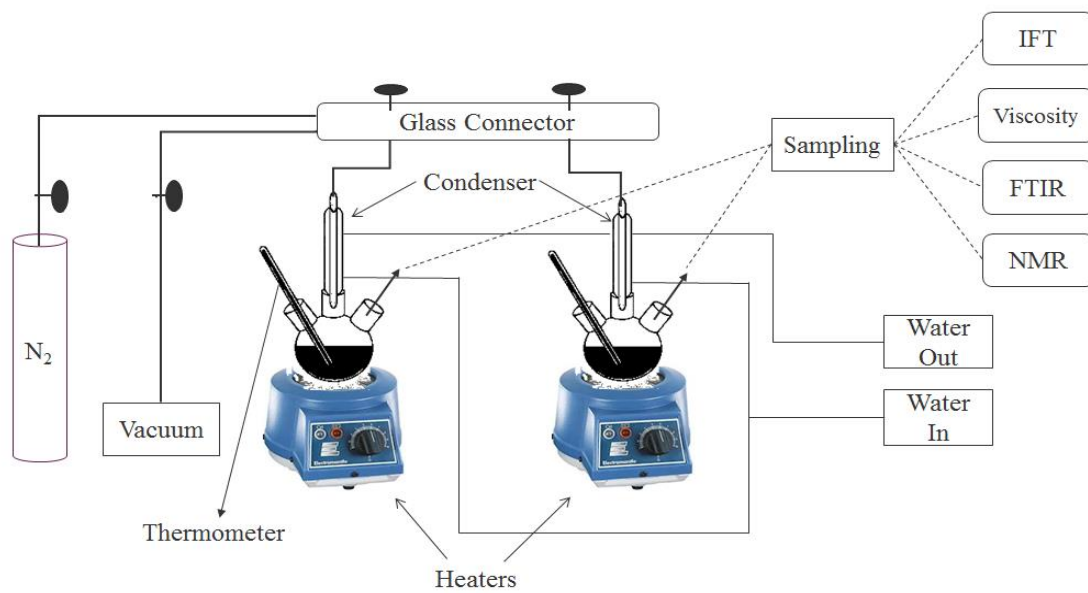 IFT
Glass Connector
Viscosity
Sampling
Condenser
FTIR
NMR
N₂
Water
Out
Vacuum
Water
In
Thermometer
Heaters